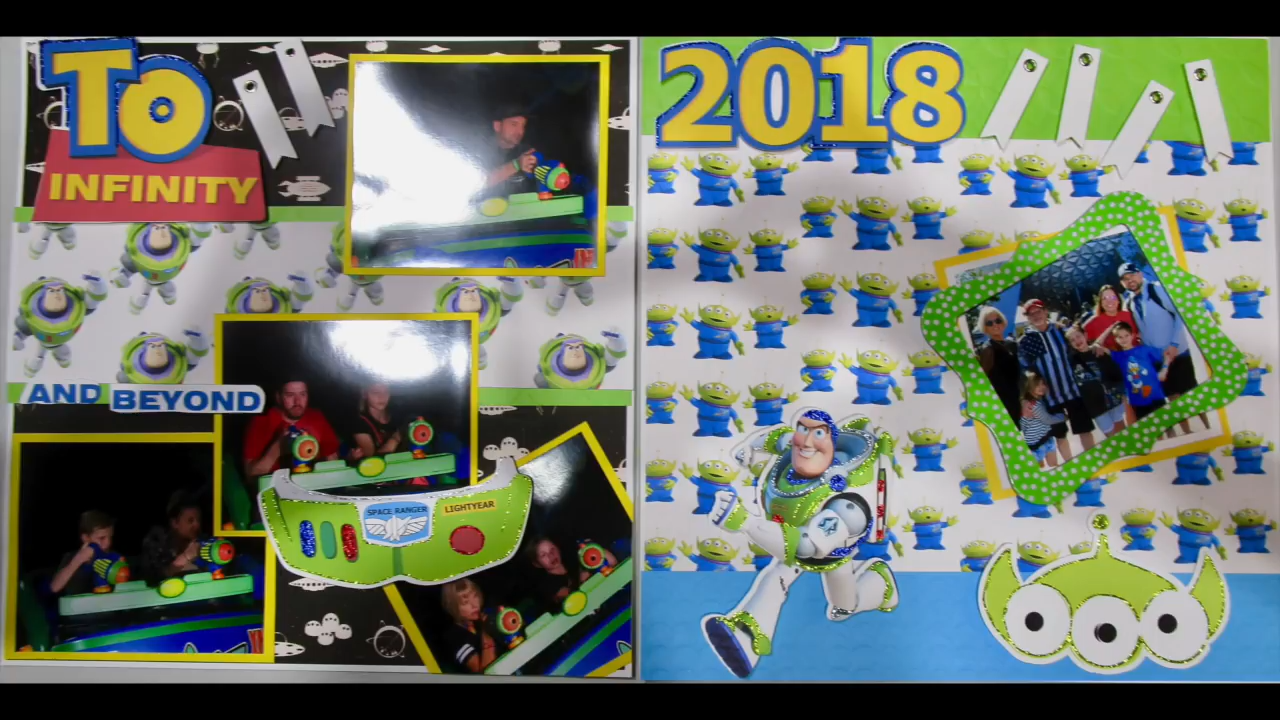 TO
INFINITY
AND BEYOND
SPACE RANGER
LIGHTYEAR
2018